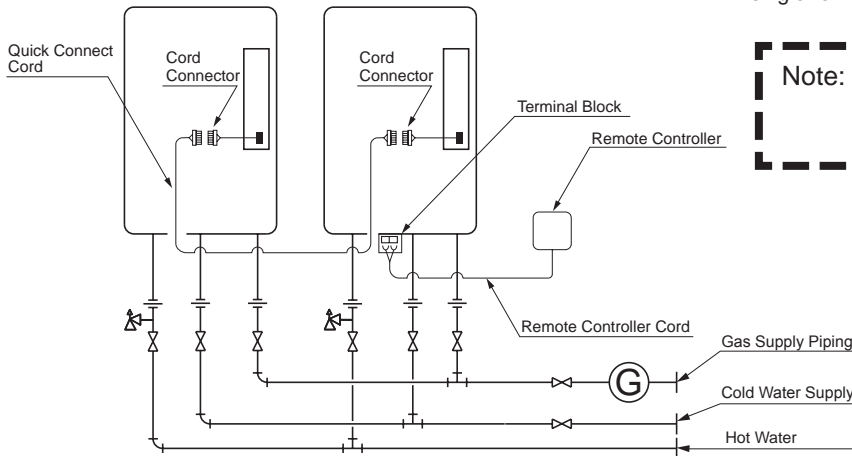 Quick Connect
Cord
Cord
Connector
Cord
Connector
Note:
Terminal Block
Remote Controller
Remote Controller Cord
Gas Supply Piping
G
Cold Water Supply
Hot Water